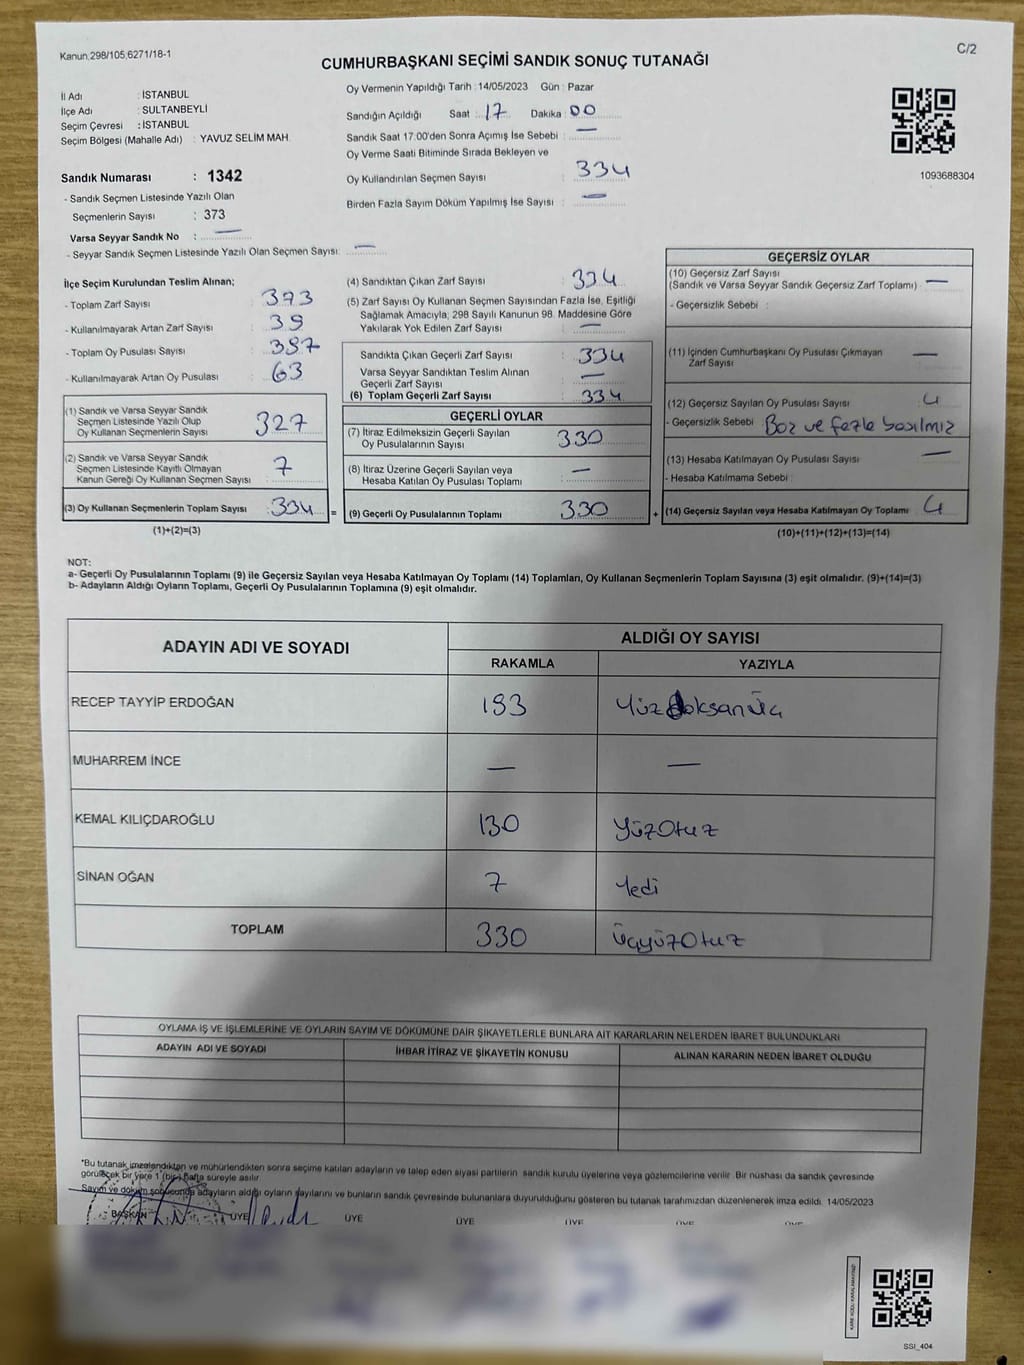 Kanun,298/105,6271/18-1
C/2
CUMHURBAŞKANI SEÇİMİ SANDIK SONUÇ TUTANAĞI
İl Adı : İSTANBUL
İlçe Adı : SULTANBEYLİ
Seçim Çevresi : İSTANBUL
Seçim Bölgesi (Mahalle Adı) : YAVUZ SELİM MAH.
Sandık Numarası : 1342
- Sandık Seçmen Listesinde Yazılı Olan
Seçmenlerin Sayısı : 373
Varsa Seyyar Sandık No : —
- Seyyar Sandık Seçmen Listesinde Yazılı Olan Seçmen Sayısı: —
Oy Vermenin Yapıldığı Tarih : 14/05/2023 Gün : Pazar
Sandığın Açıldığı Saat : 17 Dakika : 00
Sandık Saat 17:00'den Sonra Açımış İse Sebebi : —
Oy Verme Saati Bitiminde Sırada Bekleyen ve
Oy Kullandırılan Seçmen Sayısı : 334
Birden Fazla Sayım Döküm Yapılmış İse Sayısı : —
1093688304
İlçe Seçim Kurulundan Teslim Alınan;
- Toplam Zarf Sayısı : 373
- Kullanılmayarak Artan Zarf Sayısı : 39
- Toplam Oy Pusulası Sayısı : 397
- Kullanılmayarak Artan Oy Pusulası : 63
(1) Sandık ve Varsa Seyyar Sandık
Seçmen Listesinde Yazılı Olup
Oy Kullanan Seçmenlerin Sayısı : 327
(2) Sandık ve Varsa Seyyar Sandık
Seçmen Listesinde Kayıtlı Olmayan
Kanun Gereği Oy Kullanan Seçmen Sayısı : 7
(3) Oy Kullanan Seçmenlerin Toplam Sayısı : 334
(1)+(2)=(3)
(4) Sandıktan Çıkan Zarf Sayısı : 334
(5) Zarf Sayısı Oy Kullanan Seçmen Sayısından Fazla İse, Eşitliği
Sağlamak Amacıyla; 298 Sayılı Kanunun 98. Maddesine Göre
Yakılarak Yok Edilen Zarf Sayısı : —
Sandıkta Çıkan Geçerli Zarf Sayısı : 334
Varsa Seyyar Sandıktan Teslim Alınan
Geçerli Zarf Sayısı : —
(6) Toplam Geçerli Zarf Sayısı : 334
GEÇERLİ OYLAR
(7) İtiraz Edilmeksizin Geçerli Sayılan
Oy Pusulalarının Sayısı : 330
(8) İtiraz Üzerine Geçerli Sayılan veya
Hesaba Katılan Oy Pusulası Toplamı : —
= (9) Geçerli Oy Pusulalarının Toplamı : 330
GEÇERSİZ OYLAR
(10) Geçersiz Zarf Sayısı
(Sandık ve Varsa Seyyar Sandık Geçersiz Zarf Toplamı) : —
- Geçersizlik Sebebi :
(11) İçinden Cumhurbaşkanı Oy Pusulası Çıkmayan
Zarf Sayısı : —
(12) Geçersiz Sayılan Oy Pusulası Sayısı : 4
- Geçersizlik Sebebi : Boz ve fazla basılmız
(13) Hesaba Katılmayan Oy Pusulası Sayısı : —
- Hesaba Katılmama Sebebi :
+ (14) Geçersiz Sayılan veya Hesaba Katılmayan Oy Toplamı : 4
(10)+(11)+(12)+(13)=(14)
NOT:
a- Geçerli Oy Pusulalarının Toplamı (9) ile Geçersiz Sayılan veya Hesaba Katılmayan Oy Toplamı (14) Toplamları, Oy Kullanan Seçmenlerin Toplam Sayısına (3) eşit olmalıdır. (9)+(14)=(3)
b- Adayların Aldığı Oyların Toplamı, Geçerli Oy Pusulalarının Toplamına (9) eşit olmalıdır.
ADAYIN ADI VE SOYADI
ALDIĞI OY SAYISI
RAKAMLA YAZIYLA
RECEP TAYYİP ERDOĞAN 193 Yüzdoksanüç
MUHARREM İNCE — —
KEMAL KILIÇDAROĞLU 130 YüzOtuz
SİNAN OĞAN 7 Yedi
TOPLAM 330 ÜçyüzOtuz
OYLAMA İŞ VE İŞLEMLERİNE VE OYLARIN SAYIM VE DÖKÜMÜNE DAİR ŞİKAYETLERLE BUNLARA AİT KARARLARIN NELERDEN İBARET BULUNDUKLARI
ADAYIN ADI VE SOYADI İHBAR İTİRAZ VE ŞİKAYETİN KONUSU ALINAN KARARIN NEDEN İBARET OLDUĞU
*Bu tutanak imzalandıktan ve mühürlendikten sonra seçime katılan adayların ve talep eden siyasi partilerin sandık kurulu üyelerine veya gözlemcilerine verilir. Bir nüshası da sandık çevresinde
görülecek bir yere 1 (bir) hafta süreyle asılır.
Sayım ve döküm sonucunda adayların aldığı oyların sayılarını ve bunların sandık çevresinde bulunanlara duyurulduğunu gösteren bu tutanak tarafımızdan düzenlenerek imza edildi. 14/05/2023
BAŞKAN ÜYE ÜYE ÜYE ÜYE ÜYE ÜYE
SSI_404